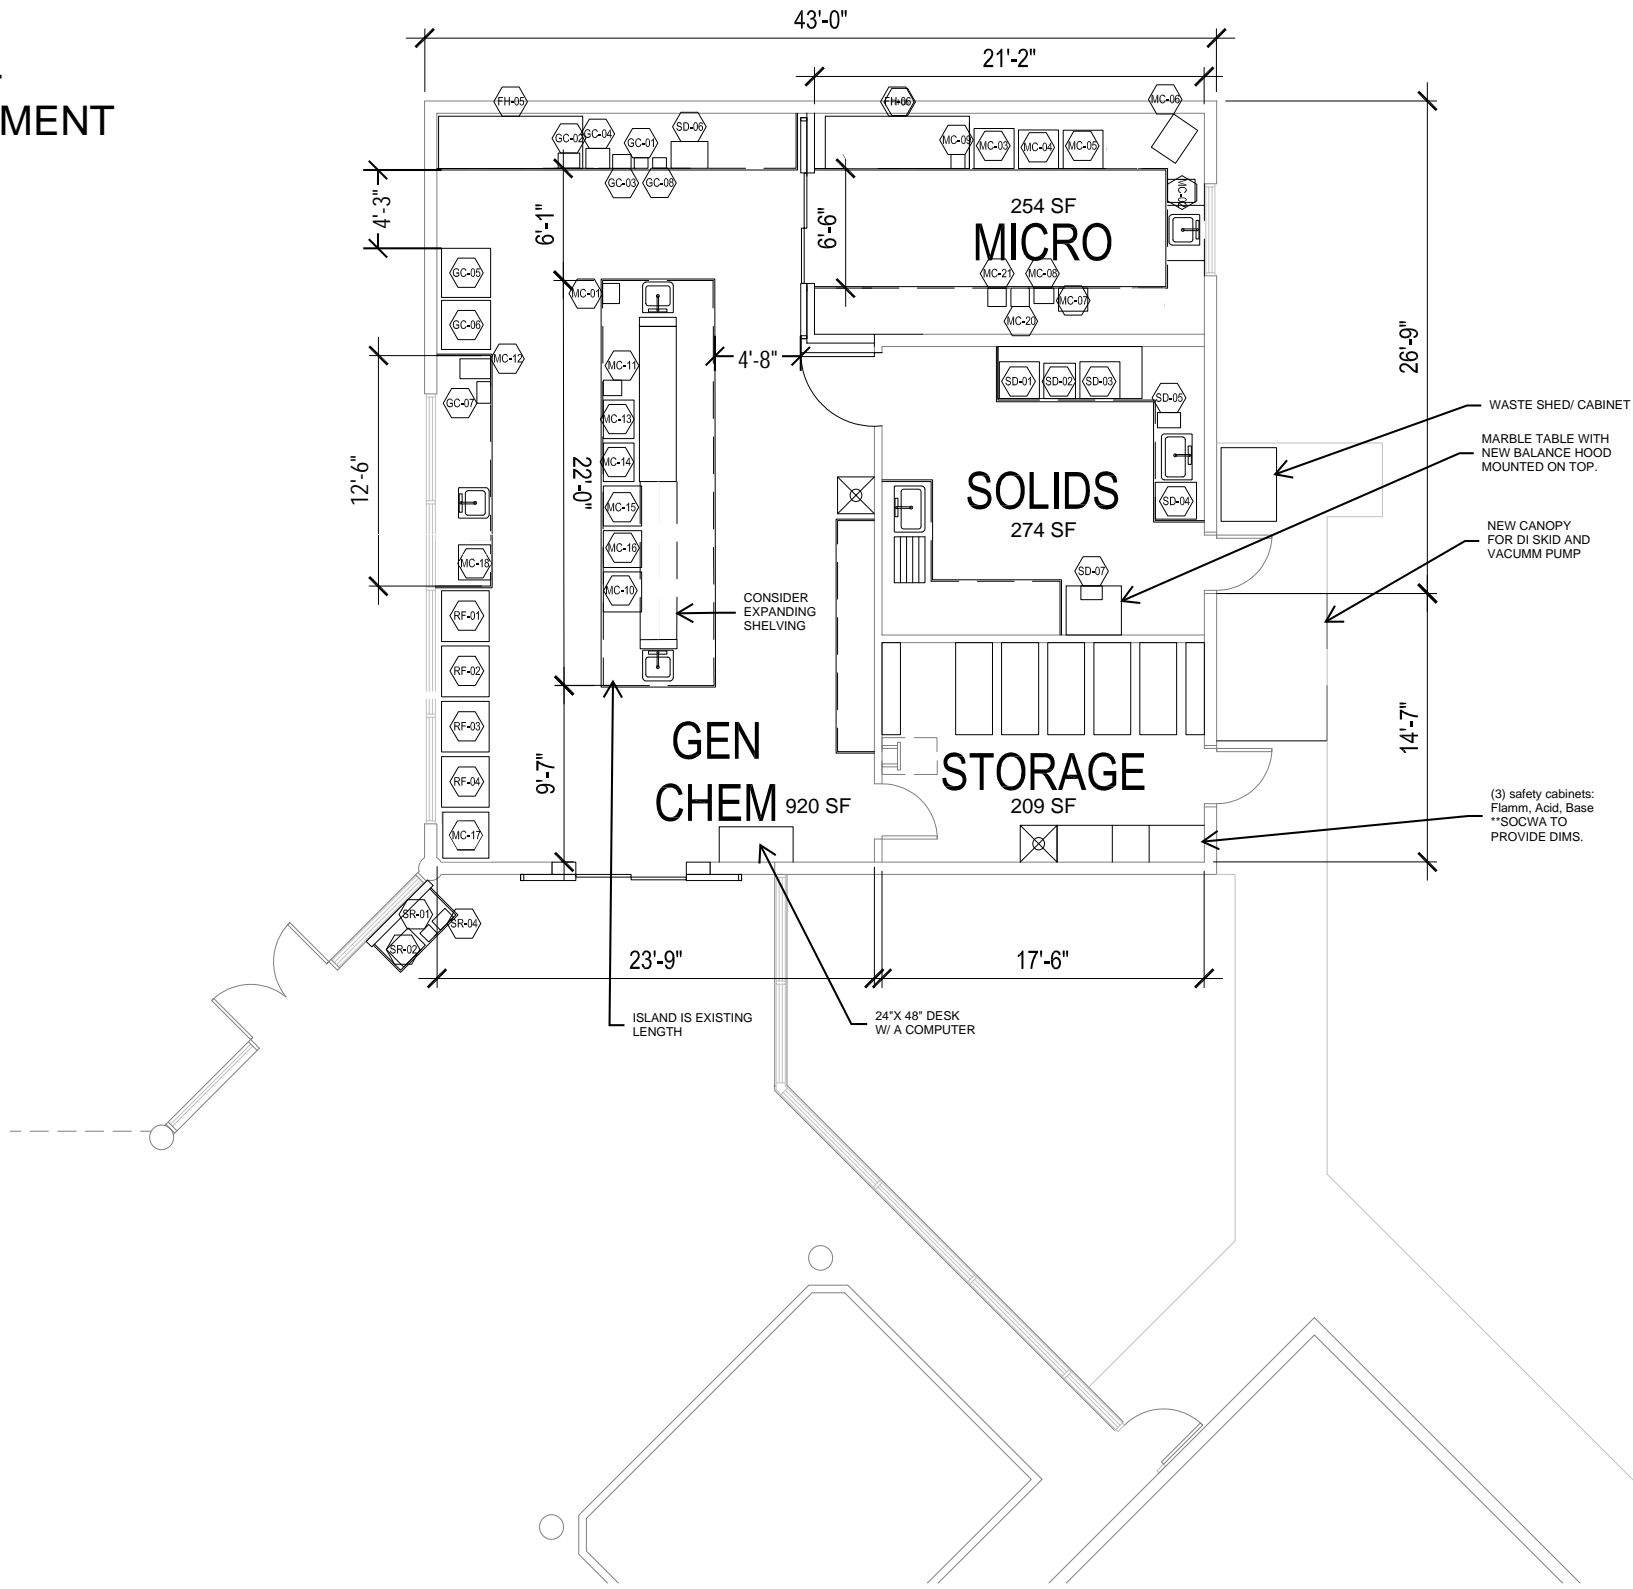 MENT
43'-0"
21'-2"
FH-05
GC-02
GC-04
GC-01
SD-06
GC-03
GC-08
FH-06
MC-09
MC-03
MC-04
MC-05
MC-06
4'-3"
6'-1"
6'-6"
254 SF
MICRO
MC-21
MC-08
MC-07
MC-20
GC-05
GC-06
MC-01
MC-12
GC-07
MC-11
4'-8"
26'-9"
MC-13
MC-14
MC-15
MC-16
MC-10
22'-0"
12'-6"
MC-18
SD-01
SD-02
SD-03
SD-05
SD-04
SOLIDS
274 SF
SD-07
WASTE SHED/ CABINET
MARBLE TABLE WITH
NEW BALANCE HOOD
MOUNTED ON TOP.
NEW CANOPY
FOR DI SKID AND
VACUMM PUMP
CONSIDER
EXPANDING
SHELVING
RF-01
RF-02
RF-03
RF-04
MC-17
9'-7"
GEN
CHEM 920 SF
STORAGE
209 SF
14'-7"
(3) safety cabinets:
Flamm, Acid, Base
**SOCWA TO
PROVIDE DIMS.
SR-01
SR-04
SR-02
23'-9"
17'-6"
ISLAND IS EXISTING
LENGTH
24"X 48" DESK
W/ A COMPUTER